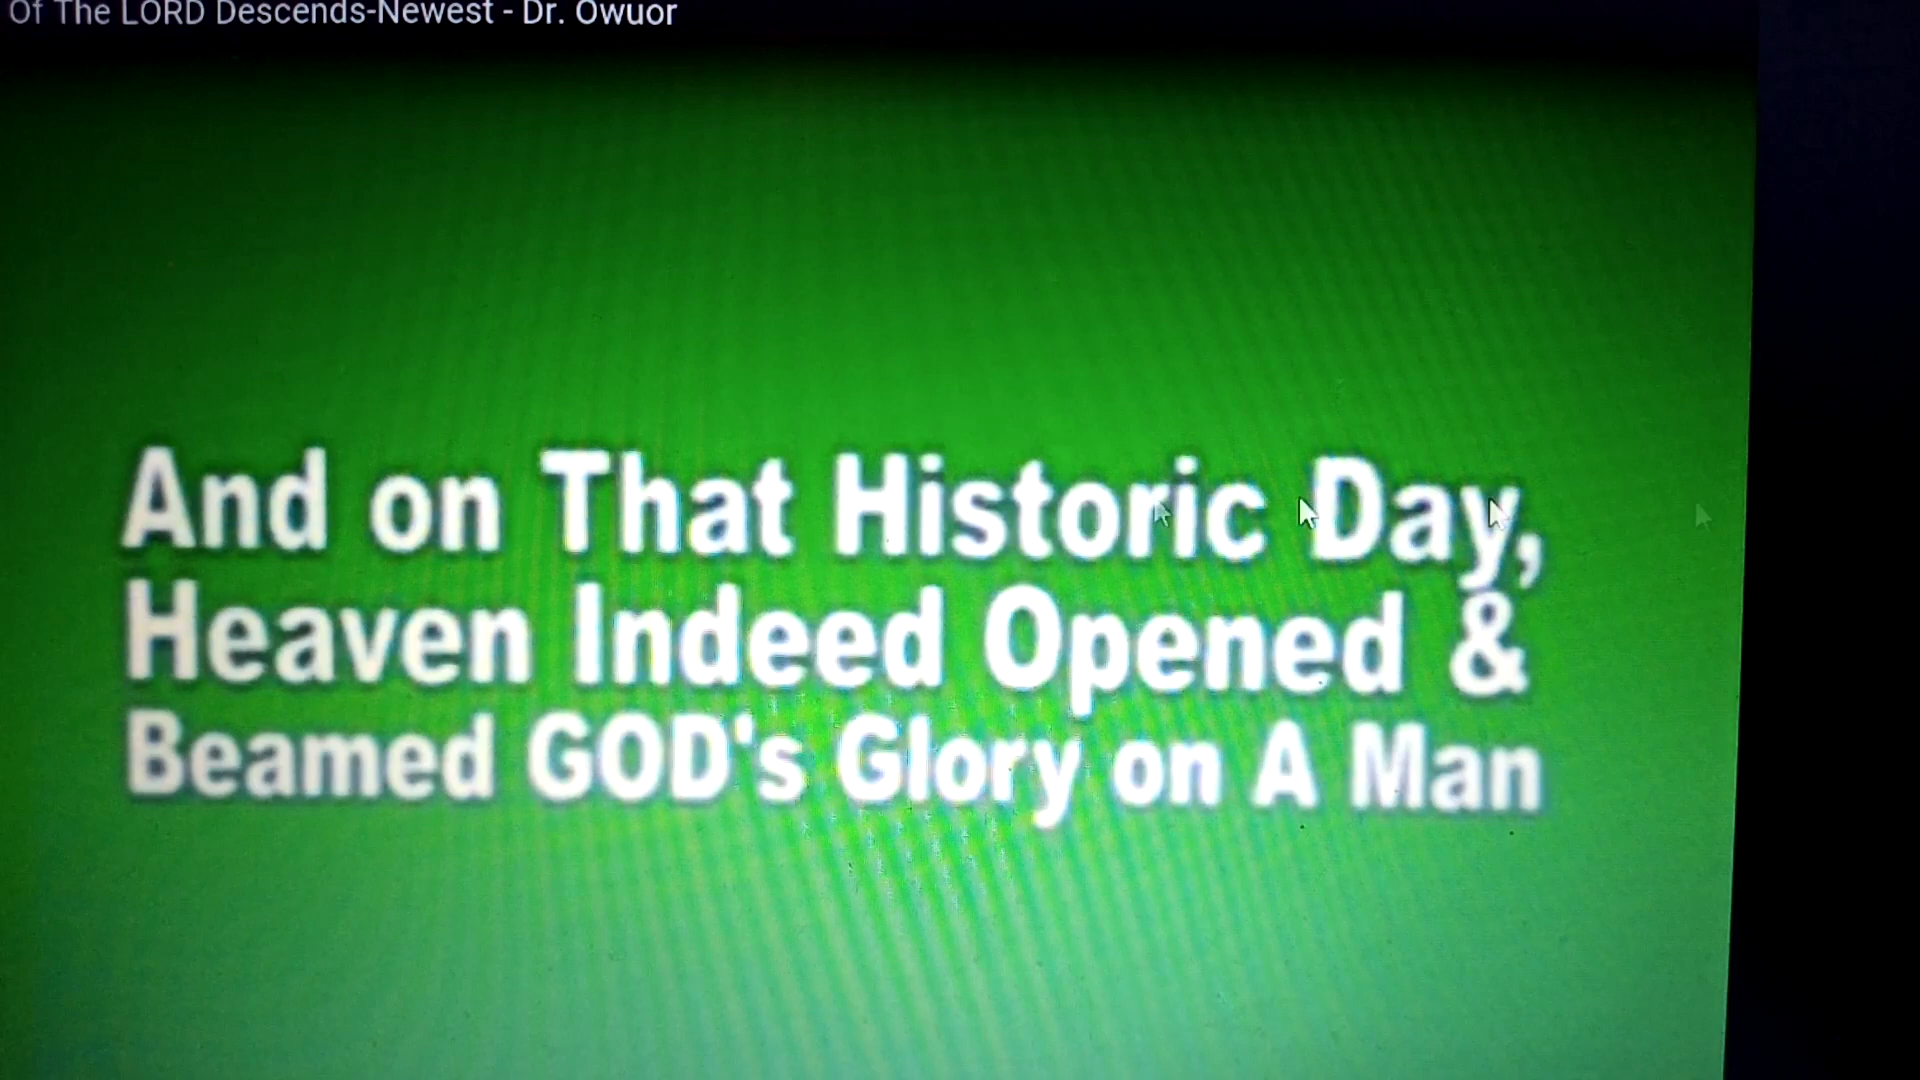 Of The LORD Descends-Newest - Dr. Owuor
And on That Historic Day,
Heaven Indeed Opened &
Beamed GOD's Glory on A Man